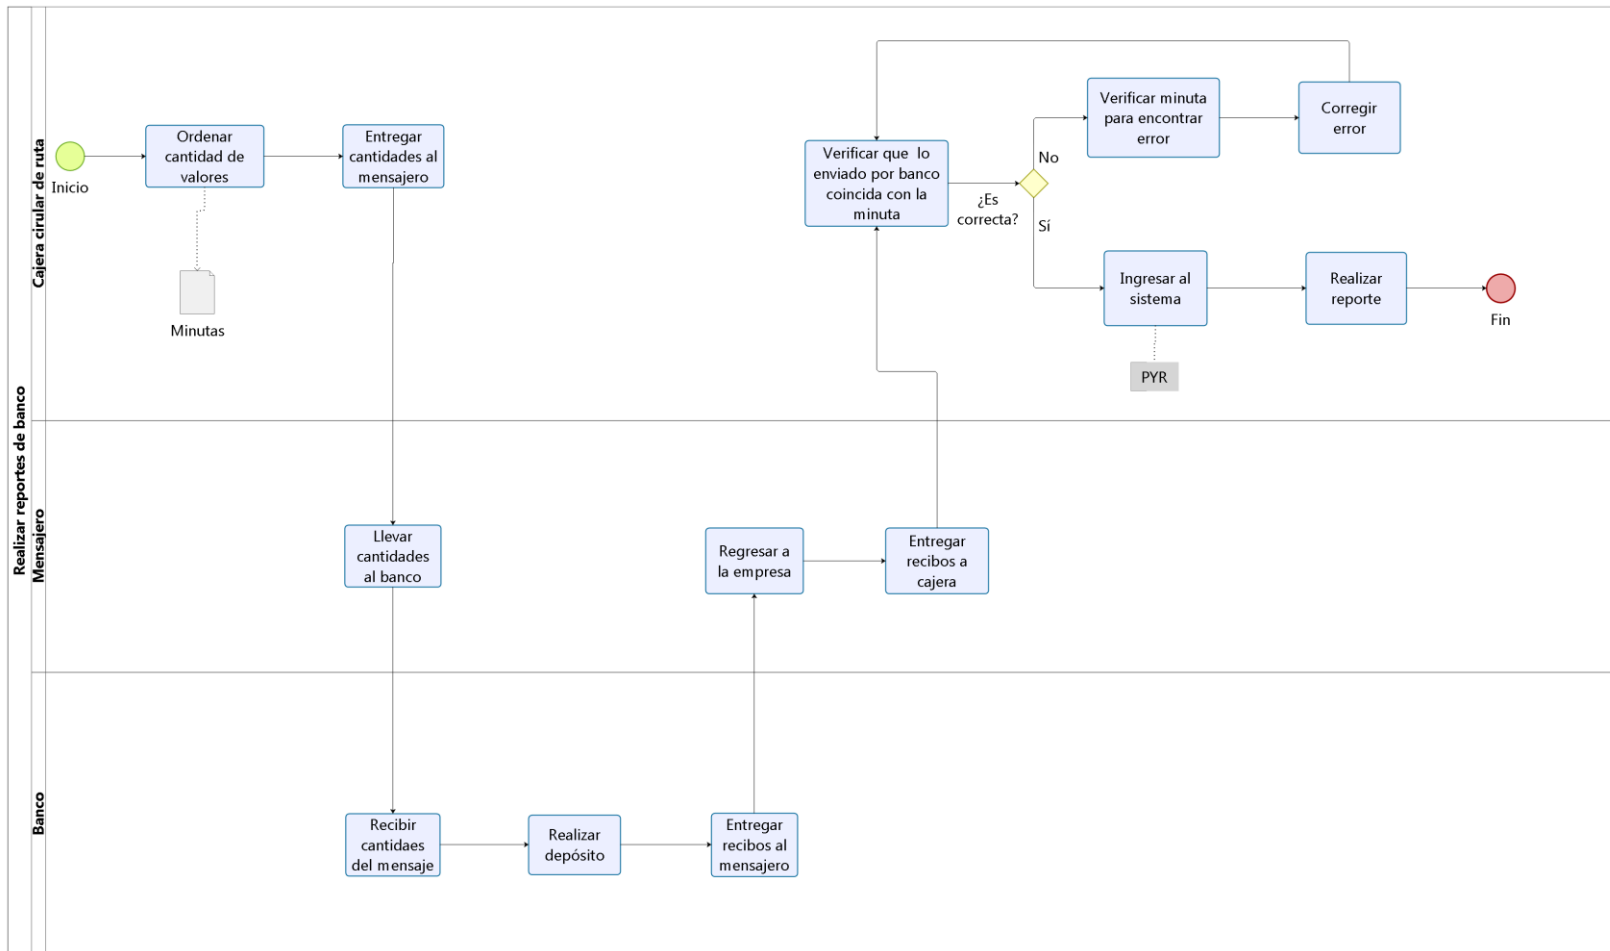 Realizar reportes de banco
Cajera cirular de ruta
Inicio
Ordenar
cantidad de
valores
Minutas
Entregar
cantidades al
mensajero
Verificar que lo
enviado por banco
coincida con la
minuta
¿Es
correcta?
No
Sí
Verificar minuta
para encontrar
error
Corregir
error
Ingresar al
sistema
PYR
Realizar
reporte
Fin
Mensajero
Llevar
cantidades
al banco
Regresar a
la empresa
Entregar
recibos a
cajera
Banco
Recibir
cantidaes
del mensaje
Realizar
depósito
Entregar
recibos al
mensajero